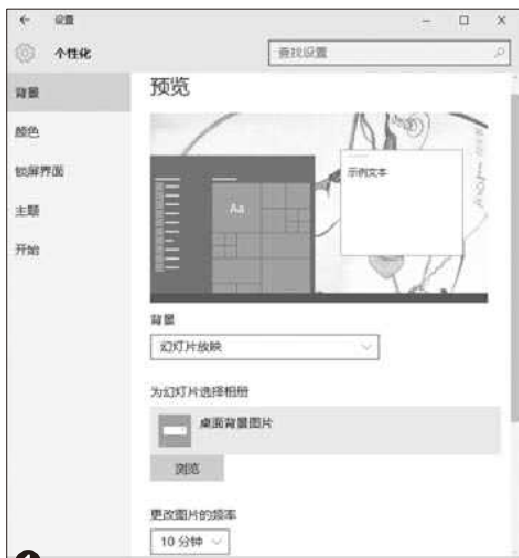 设置
个性化
查找设置
背景
颜色
锁屏界面
主题
开始
预览
Aa
示例文本
背景
幻灯片放映
为幻灯片选择相册
桌面背景图片
浏览
更改图片的频率
10 分钟